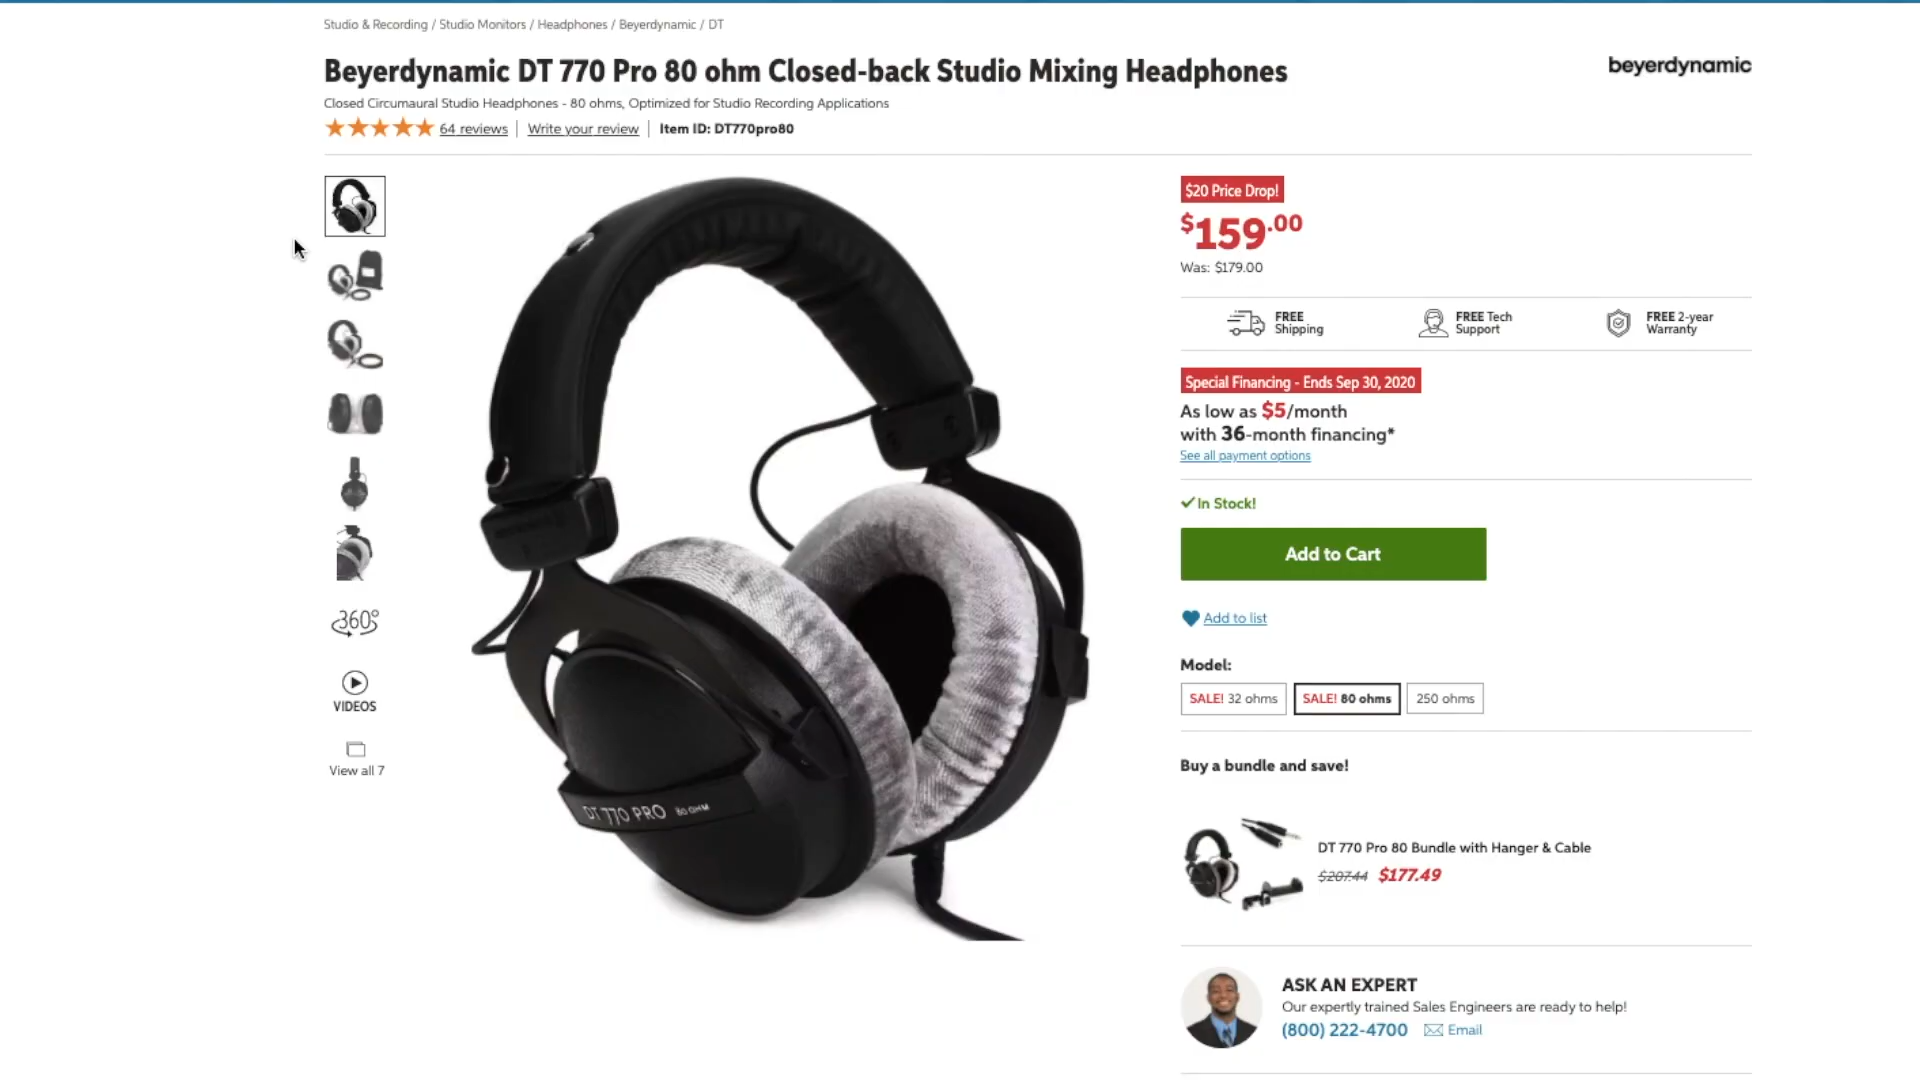 Studio & Recording / Studio Monitors / Headphones / Beyerdynamic / DT
Beyerdynamic DT 770 Pro 80 ohm Closed-back Studio Mixing Headphones
beyerdynamic
Closed Circumaural Studio Headphones - 80 ohms, Optimized for Studio Recording Applications
64 reviews | Write your review | Item ID: DT770pro80
$20 Price Drop!
$159.00
Was: $179.00
FREE Shipping
FREE Tech Support
FREE 2-year Warranty
Special Financing - Ends Sep 30, 2020
As low as $5/month
with 36-month financing*
See all payment options
In Stock!
Add to Cart
Add to list
Model:
SALE! 32 ohms SALE! 80 ohms 250 ohms
360°
VIDEOS
View all 7
DT 770 PRO 80 OHM
Buy a bundle and save!
DT 770 Pro 80 Bundle with Hanger & Cable
$207.44 $177.49
ASK AN EXPERT
Our expertly trained Sales Engineers are ready to help!
(800) 222-4700 Email